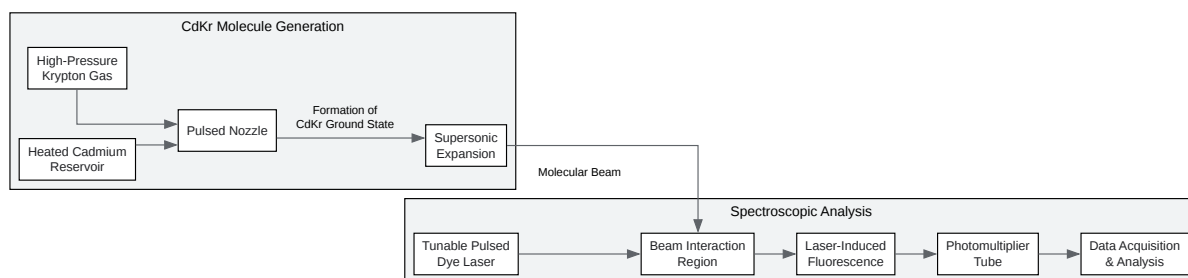 CdKr Molecule Generation
High-Pressure
Krypton Gas
Heated Cadmium
Reservoir
Pulsed Nozzle
Formation of
CdKr Ground State
Supersonic
Expansion
Molecular Beam
Spectroscopic Analysis
Tunable Pulsed
Dye Laser
Beam Interaction
Region
Laser-Induced
Fluorescence
Photomultiplier
Tube
Data Acquisition
& Analysis